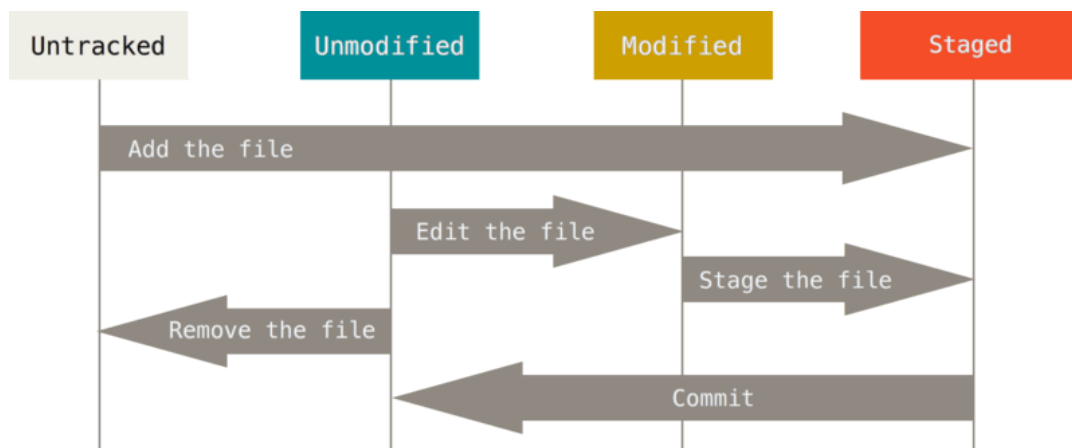 Untracked
Unmodified
Modified
Staged
Add the file
Edit the file
Stage the file
Remove the file
Commit